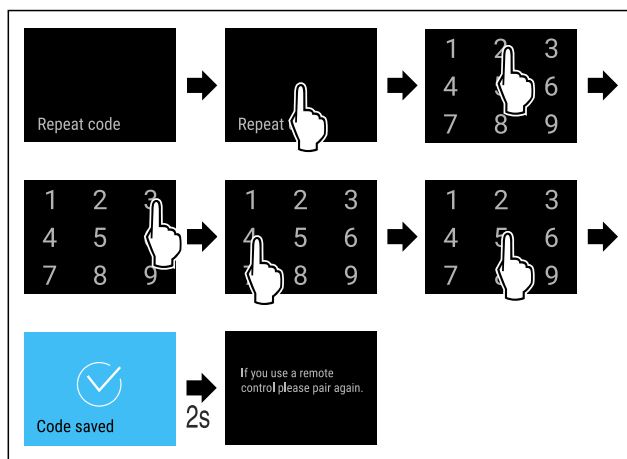 Repeat code
Repeat
1 2 3
4 6
7 8 9
1 2 3
4 5
7 8 9
1 2 3
4 5 6
8 9
1 2 3
4 5 6
7 9
Code saved
2s
If you use a remote
control please pair again.